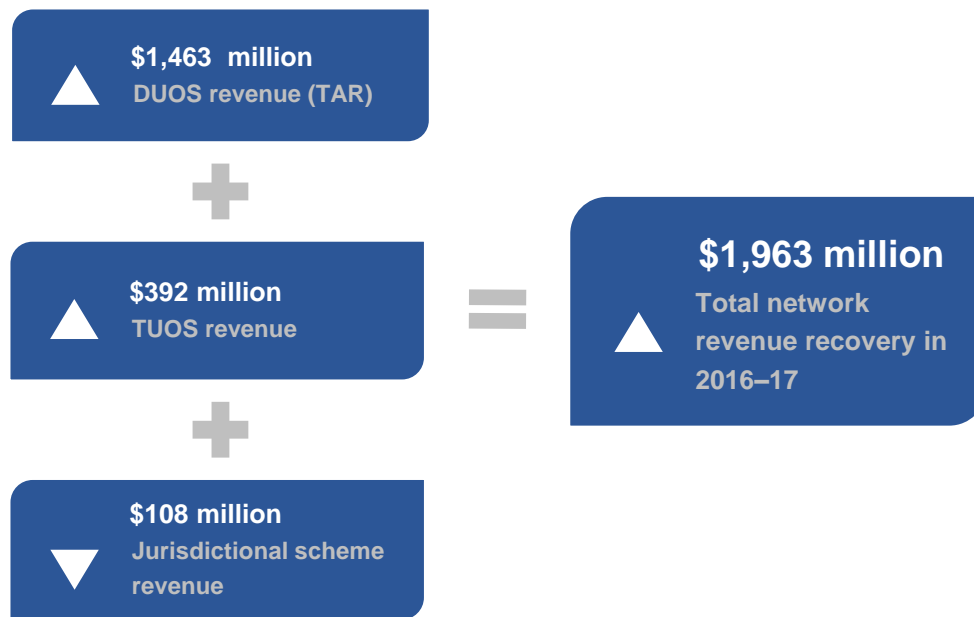 $1,463 million
DUOS revenue (TAR)
$392 million
TUOS revenue
$108 million
Jurisdictional scheme
revenue
$1,963 million
Total network
revenue recovery in
2016–17